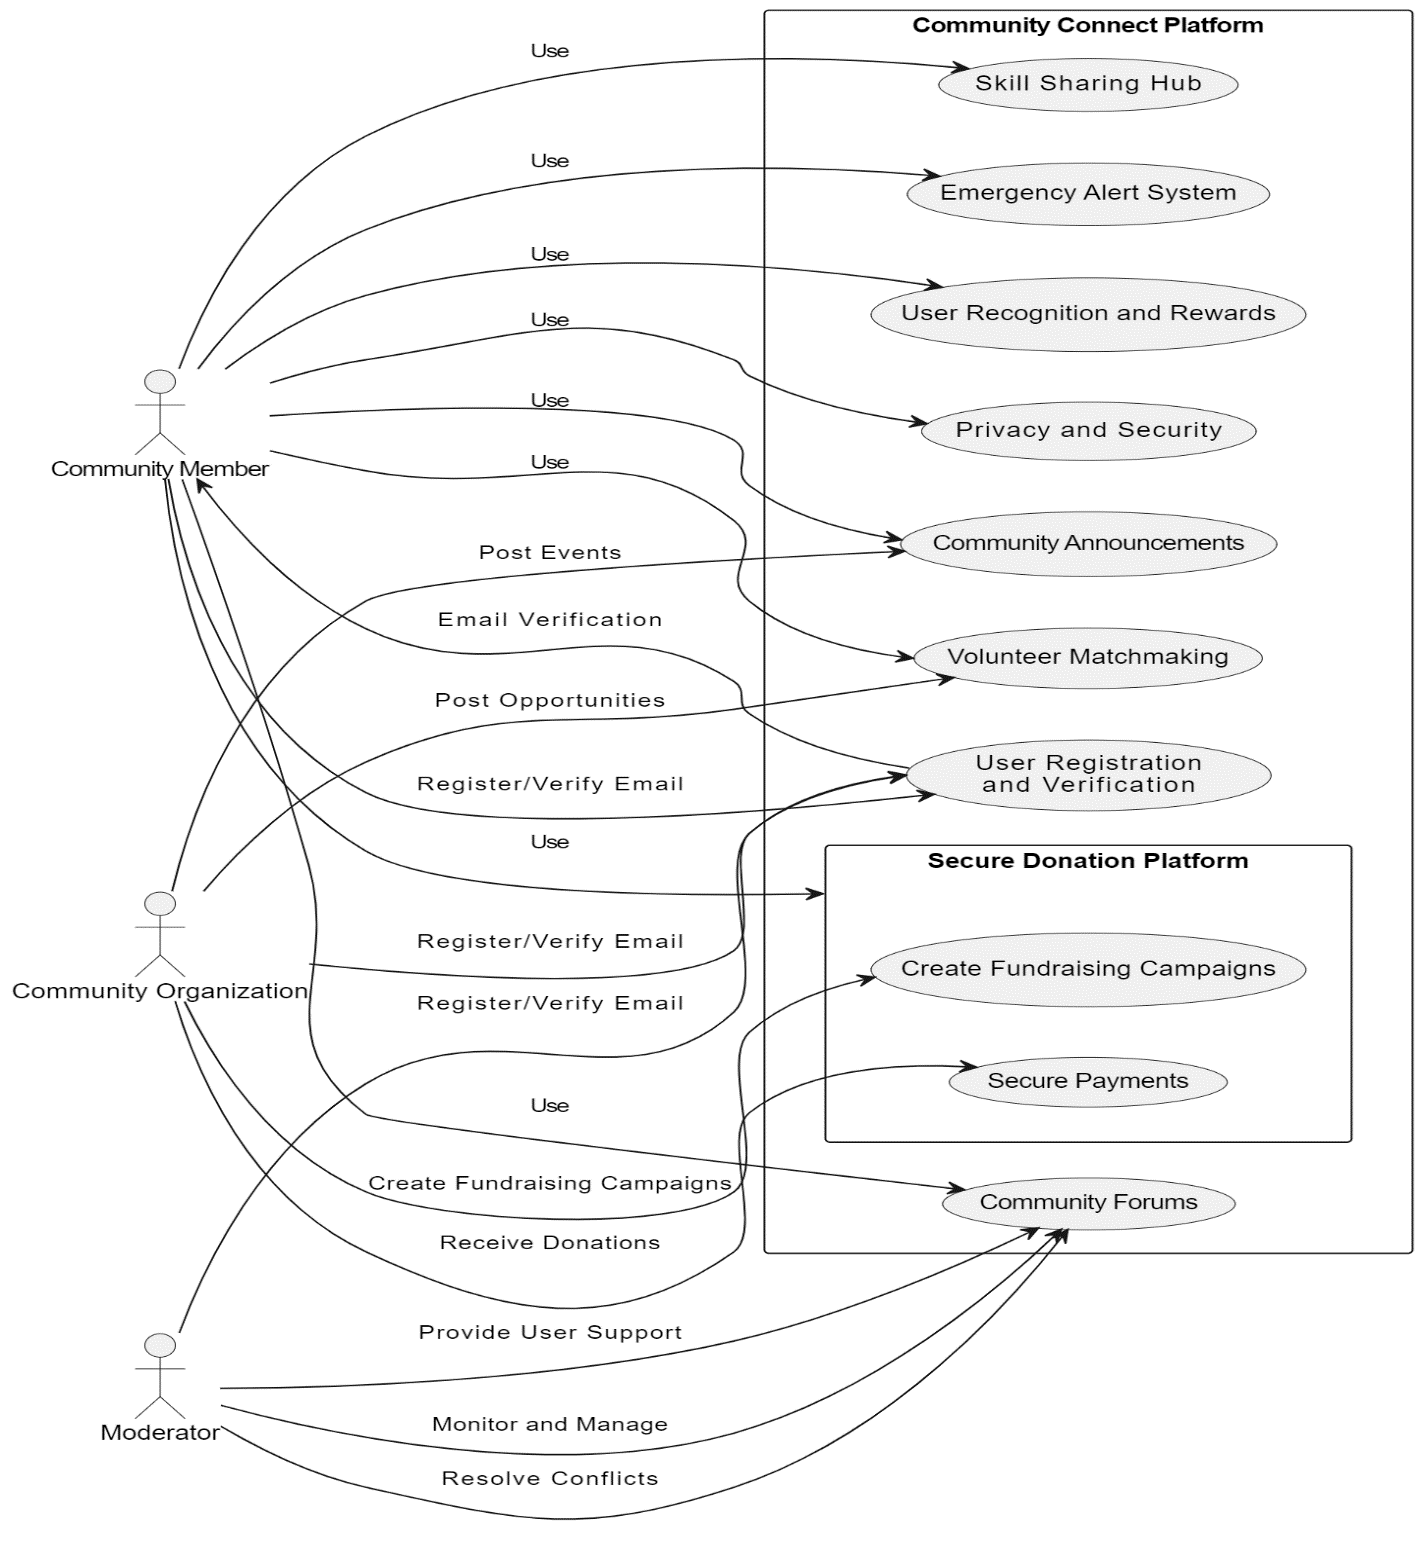 Community Connect Platform
Use
Skill Sharing Hub
Use
Emergency Alert System
Use
User Recognition and Rewards
Use
Privacy and Security
Use
Community Member
Use
Community Announcements
Post Events
Email Verification
Volunteer Matchmaking
Post Opportunities
User Registration
and Verification
Register/Verify Email
Use
Secure Donation Platform
Register/Verify Email
Create Fundraising Campaigns
Community Organization
Register/Verify Email
Secure Payments
Use
Create Fundraising Campaigns
Community Forums
Receive Donations
Provide User Support
Monitor and Manage
Moderator
Resolve Conflicts